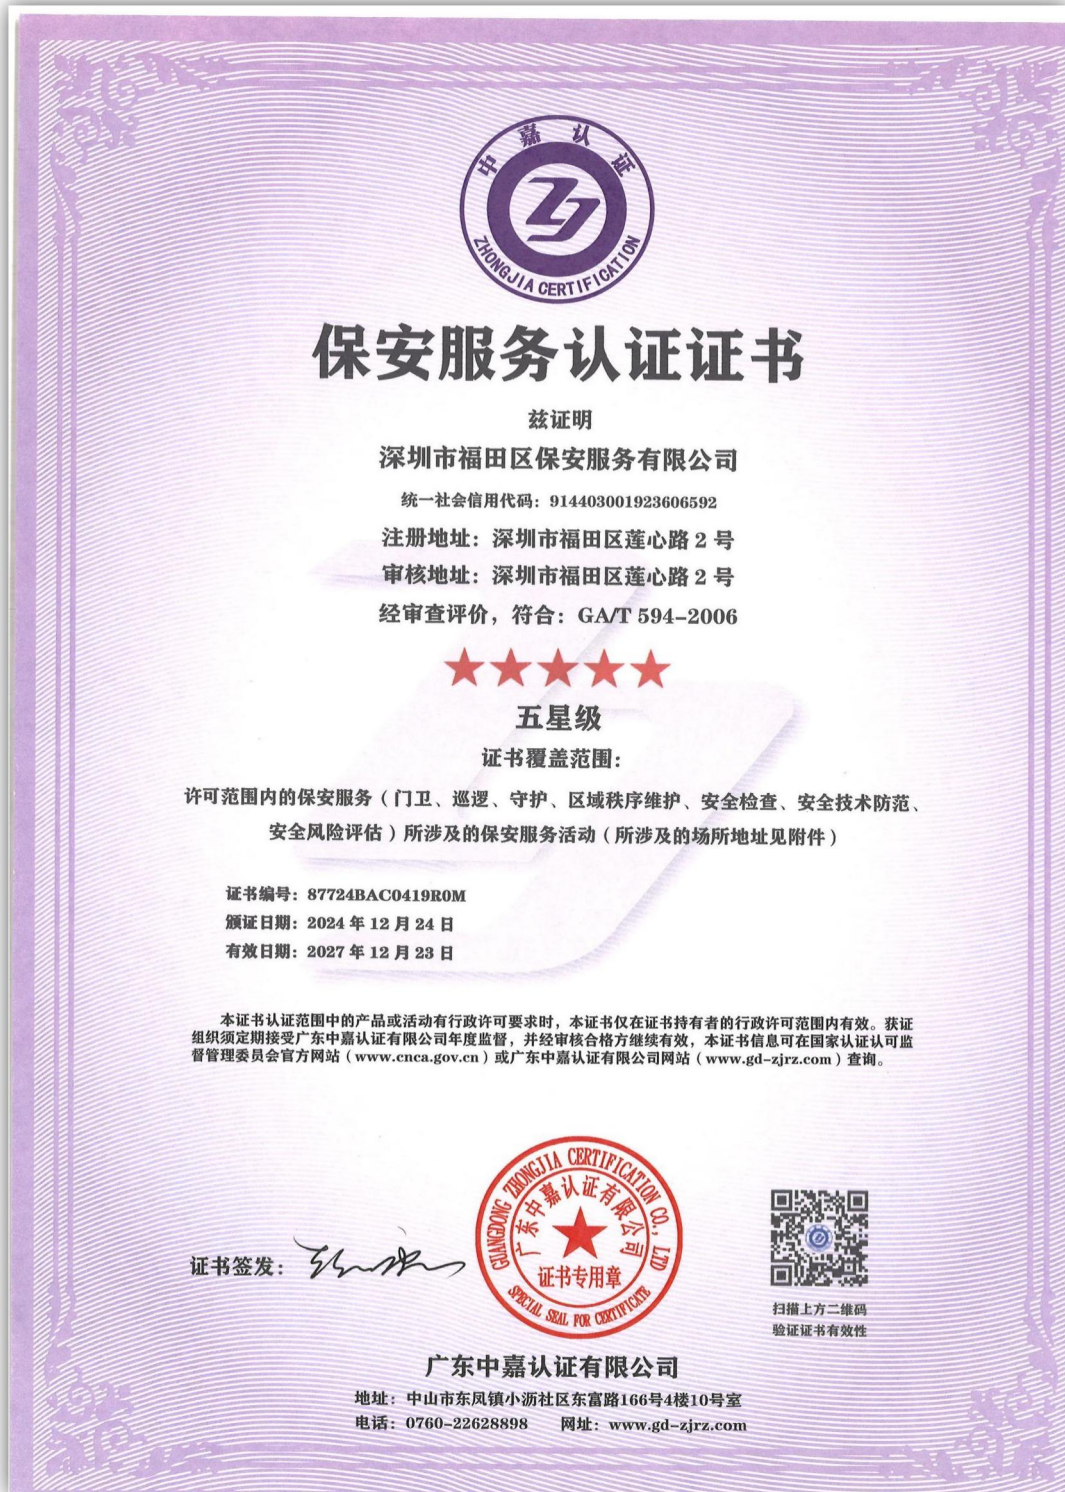 中嘉认证
ZHONGJIA CERTIFICATION
保安服务认证证书
兹证明
深圳市福田区保安服务有限公司
统一社会信用代码：914403001923606592
注册地址：深圳市福田区莲心路 2 号
审核地址：深圳市福田区莲心路 2 号
经审查评价，符合：GA/T 594-2006
五星级
证书覆盖范围：
许可范围内的保安服务（门卫、巡逻、守护、区域秩序维护、安全检查、安全技术防范、
安全风险评估）所涉及的保安服务活动（所涉及的场所地址见附件）
证书编号：87724BAC0419R0M
颁证日期：2024 年 12 月 24 日
有效日期：2027 年 12 月 23 日
本证书认证范围中的产品或活动有行政许可要求时，本证书仅在证书持有者的行政许可范围内有效。获证
组织须定期接受广东中嘉认证有限公司年度监督，并经审核合格方继续有效，本证书信息可在国家认证认可监
督管理委员会官方网站（www.cnca.gov.cn）或广东中嘉认证有限公司网站（www.gd-zjrz.com）查询。
GUANGDONG ZHONGJIA CERTIFICATION CO., LTD
广东中嘉认证有限公司
证书专用章
SPECIAL SEAL FOR CERTIFICATE
证书签发：
扫描上方二维码
验证证书有效性
广东中嘉认证有限公司
地址：中山市东凤镇小沥社区东富路166号4楼10号室
电话：0760-22628898 网址：www.gd-zjrz.com